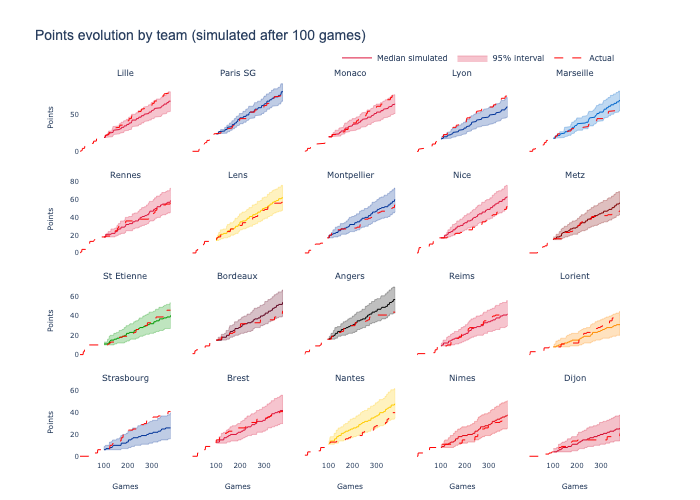 Points evolution by team (simulated after 100 games)
Median simulated 95% interval Actual
Lille Paris SG Monaco Lyon Marseille
Points
50
0
Rennes Lens Montpellier Nice Metz
Points
80
60
40
20
0
St Etienne Bordeaux Angers Reims Lorient
Points
60
40
20
0
Strasbourg Brest Nantes Nimes Dijon
Points
60
40
20
0
100 200 300 100 200 300 100 200 300 100 200 300 100 200 300
Games Games Games Games Games